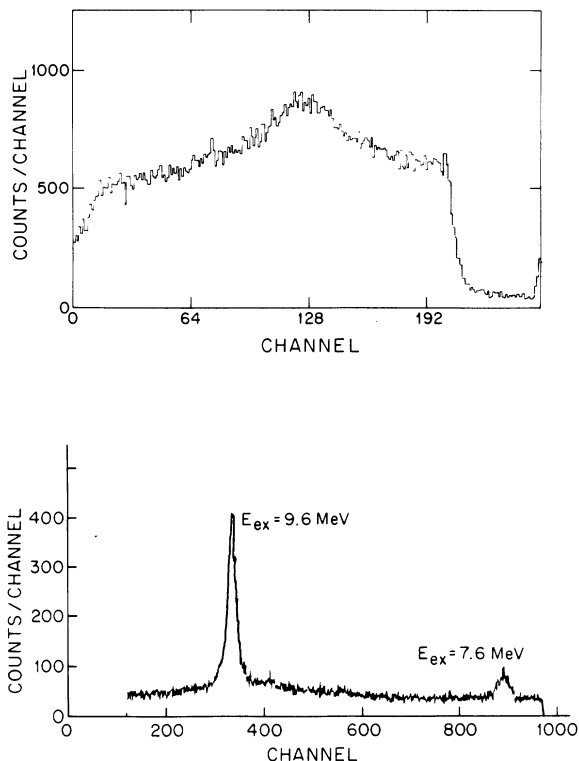 COUNTS/CHANNEL
1000
500
0
0 64 128 192
CHANNEL
COUNTS/CHANNEL
400
300
200
100
0
E_ex = 9.6 MeV
E_ex = 7.6 MeV
0 200 400 600 800 1000
CHANNEL